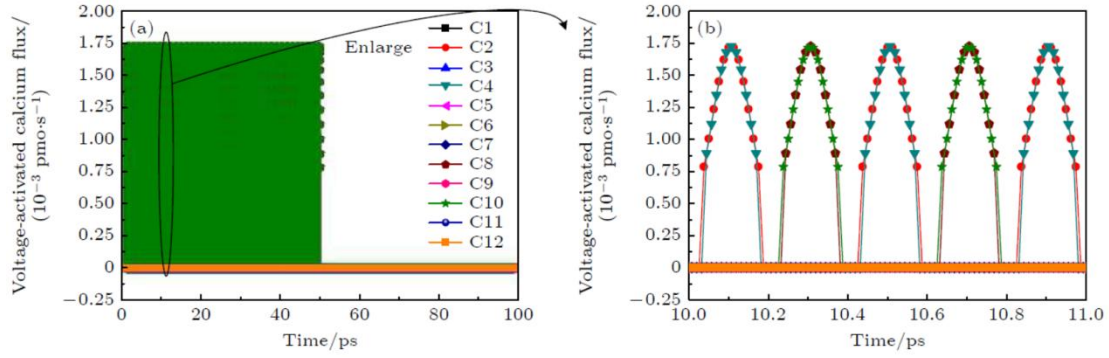 Voltage-activated calcium flux/
(10⁻³ pmo·s⁻¹)
2.00
1.75
1.50
1.25
1.00
0.75
0.50
0.25
0
−0.25
(a)
Enlarge
C1
C2
C3
C4
C5
C6
C7
C8
C9
C10
C11
C12
0 20 40 60 80 100
Time/ps
Voltage-activated calcium flux/
(10⁻³ pmo·s⁻¹)
2.00
1.75
1.50
1.25
1.00
0.75
0.50
0.25
0
−0.25
(b)
10.0 10.2 10.4 10.6 10.8 11.0
Time/ps